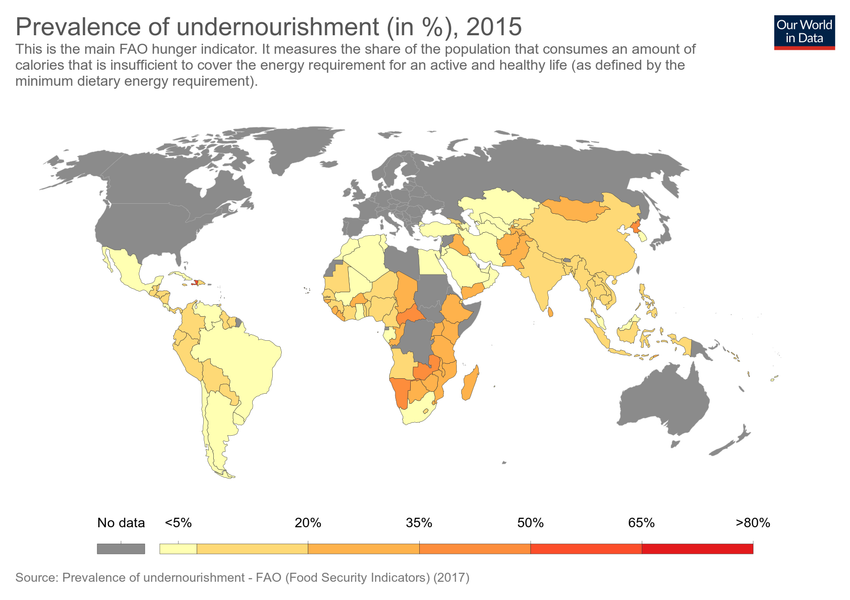 Prevalence of undernourishment (in %), 2015
Our World
in Data
This is the main FAO hunger indicator. It measures the share of the population that consumes an amount of
calories that is insufficient to cover the energy requirement for an active and healthy life (as defined by the
minimum dietary energy requirement).
No data <5% 20% 35% 50% 65% >80%
Source: Prevalence of undernourishment - FAO (Food Security Indicators) (2017)